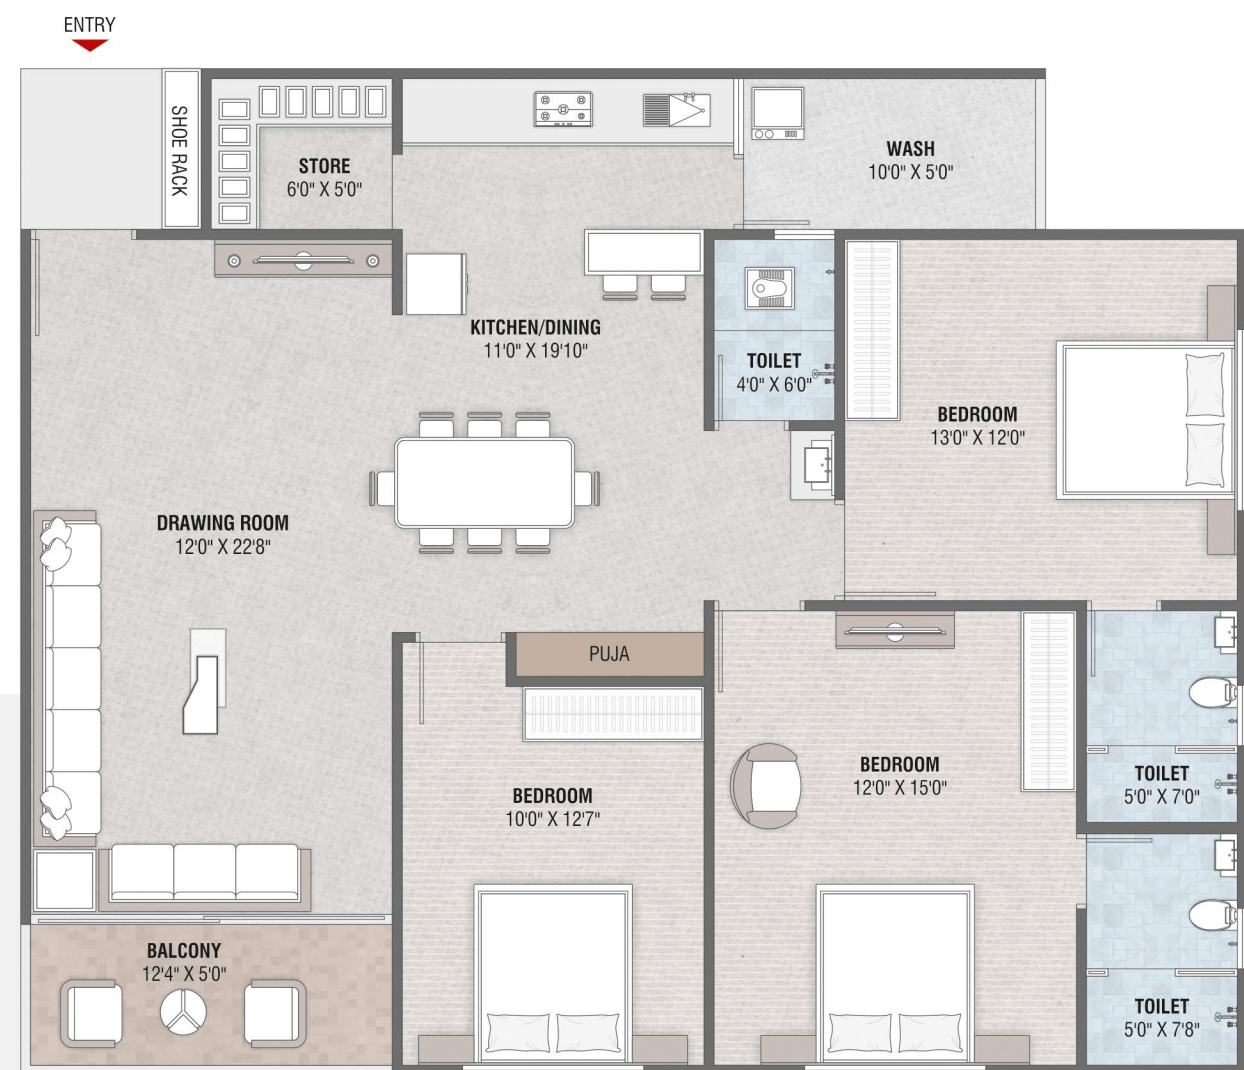 ENTRY
SHOE RACK
STORE
6'0" X 5'0"
WASH
10'0" X 5'0"
KITCHEN/DINING
11'0" X 19'10"
TOILET
4'0" X 6'0"
BEDROOM
13'0" X 12'0"
DRAWING ROOM
12'0" X 22'8"
PUJA
BEDROOM
10'0" X 12'7"
BEDROOM
12'0" X 15'0"
TOILET
5'0" X 7'0"
BALCONY
12'4" X 5'0"
TOILET
5'0" X 7'8"